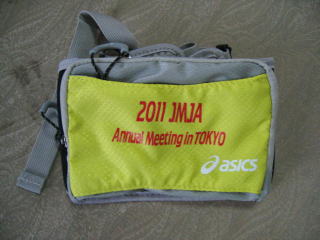 2011 JMJA
Annual Meeting in TOKYO
asics